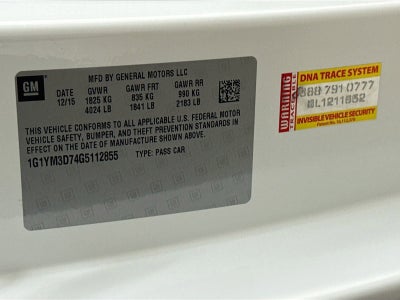 GM
MFD BY GENERAL MOTORS LLC
DATE GVWR GAWR FRT GAWR RR
12/15 1825 KG 835 KG 990 KG
4024 LB 1841 LB 2183 LB
THIS VEHICLE CONFORMS TO ALL APPLICABLE U.S. FEDERAL MOTOR
VEHICLE SAFETY, BUMPER, AND THEFT PREVENTION STANDARDS IN
EFFECT ON THE DATE OF MANUFACTURE SHOWN ABOVE.
1G1YM3D74G5112855 TYPE: PASS CAR
WARNING
DNA TRACE SYSTEM
888 791 0777
INVISIBLE VEHICLE SECURITY